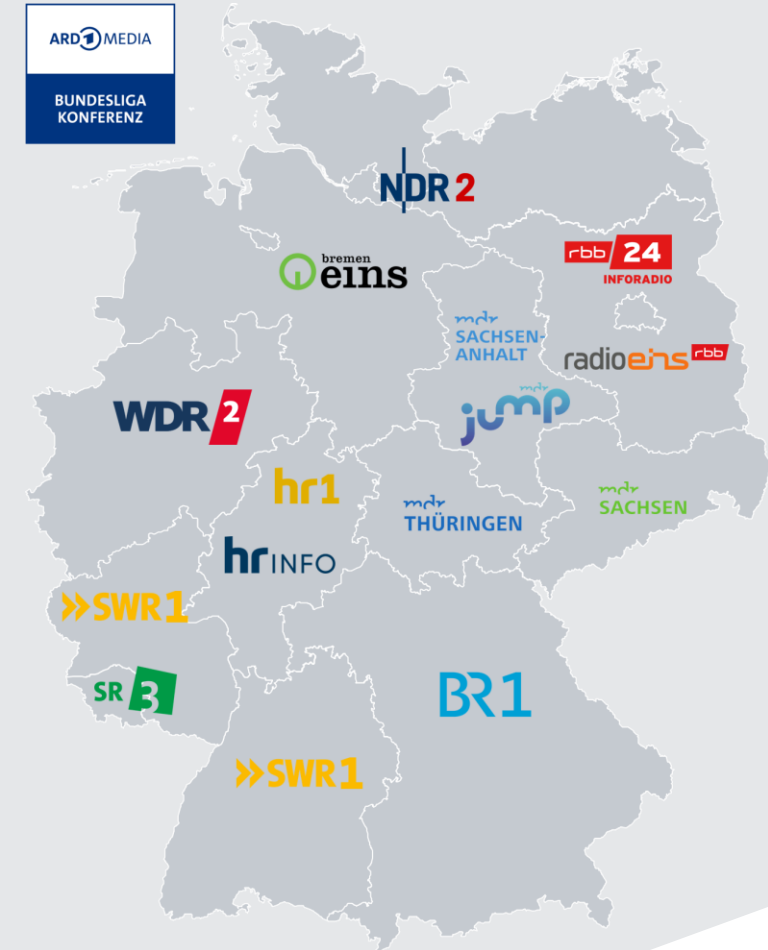 ARD 1 MEDIA
BUNDESLIGA
KONFERENZ
NDR 2
rbb 24
INFORADIO
bremen
eins
mdr
SACHSEN-
ANHALT
radioeins rbb
mdr
jump
WDR 2
hr1
mdr
SACHSEN
mdr
THÜRINGEN
hr INFO
SWR1
SR 3
BR1
SWR1